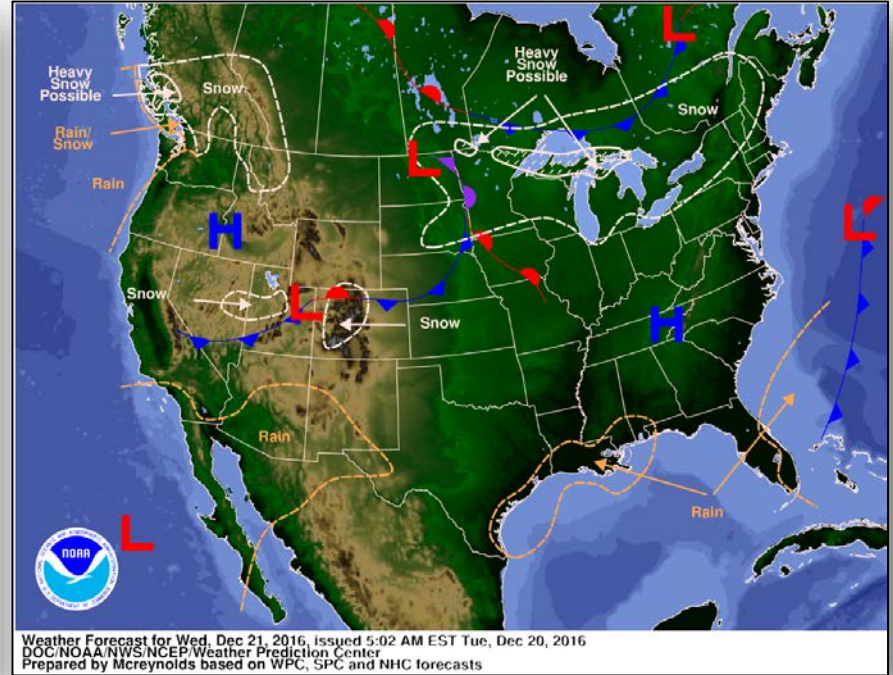 Heavy
Snow
Possible
Snow
Rain/
Snow
Rain
Heavy
Snow
Possible
Snow
L
L
L
H
L
Snow
Snow
H
Rain
Rain
L
NOAA
Weather Forecast for Wed, Dec 21, 2016, issued 5:02 AM EST Tue, Dec 20, 2016
DOC/NOAA/NWS/NCEP/Weather Prediction Center
Prepared by Mcreynolds based on WPC, SPC and NHC forecasts